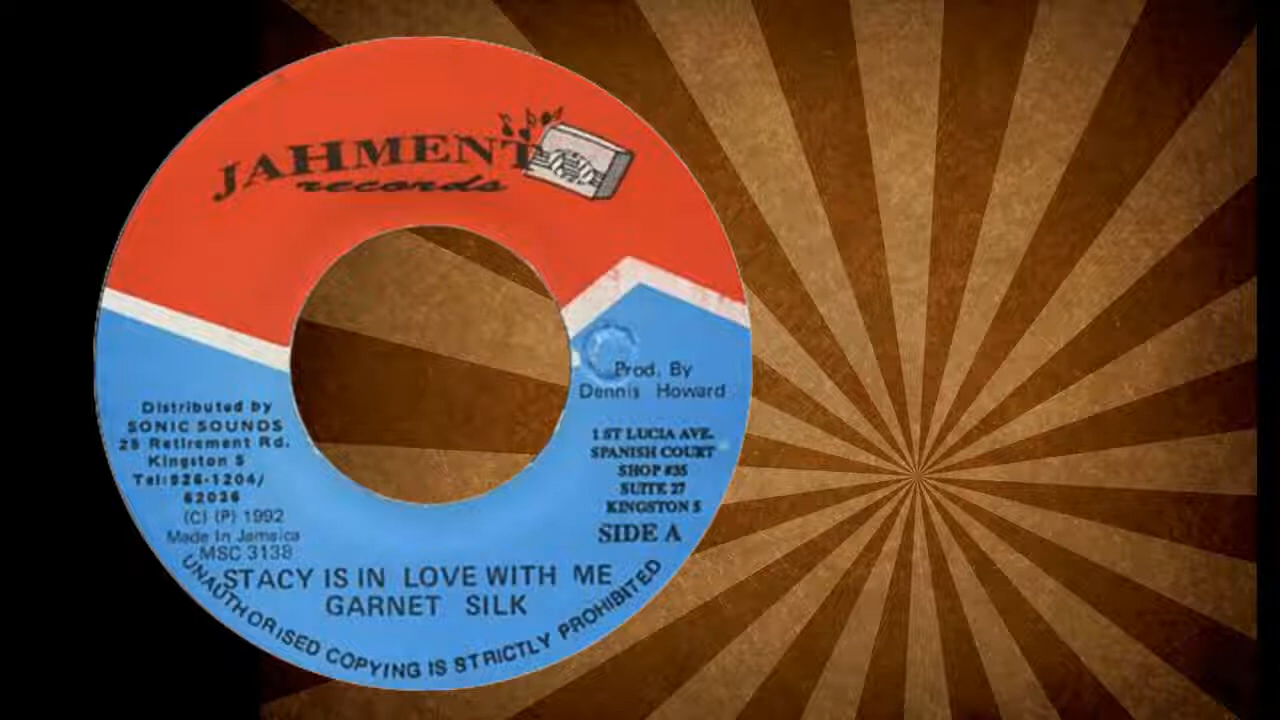 JAHMENT
records
Prod. By
Dennis Howard
1 ST LUCIA AVE.
SPANISH COURT
SHOP #35
SUITE 27
KINGSTON 5
SIDE A
Distributed by
SONIC SOUNDS
25 Retirement Rd.
Kingston 5
Tel:926-1204/
62036
(C) (P) 1992
Made In Jamaica
MSC 3138
STACY IS IN LOVE WITH ME
GARNET SILK
UNAUTHORISED COPYING IS STRICTLY PROHIBITED